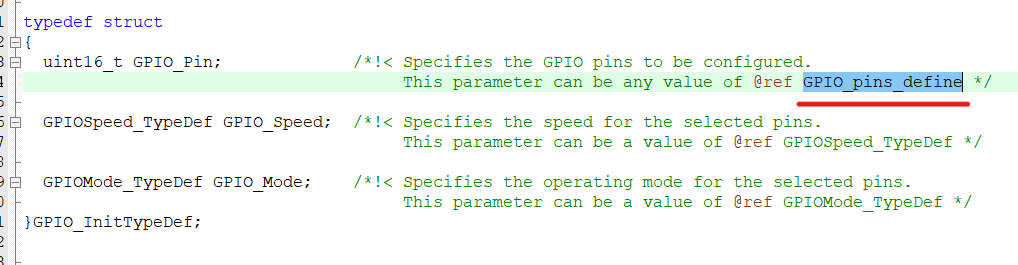 typedef struct
{
uint16_t GPIO_Pin; /*!< Specifies the GPIO pins to be configured.
This parameter can be any value of @ref GPIO_pins_define */
GPIOSpeed_TypeDef GPIO_Speed; /*!< Specifies the speed for the selected pins.
This parameter can be a value of @ref GPIOSpeed_TypeDef */
GPIOMode_TypeDef GPIO_Mode; /*!< Specifies the operating mode for the selected pins.
This parameter can be a value of @ref GPIOMode_TypeDef */
}GPIO_InitTypeDef;